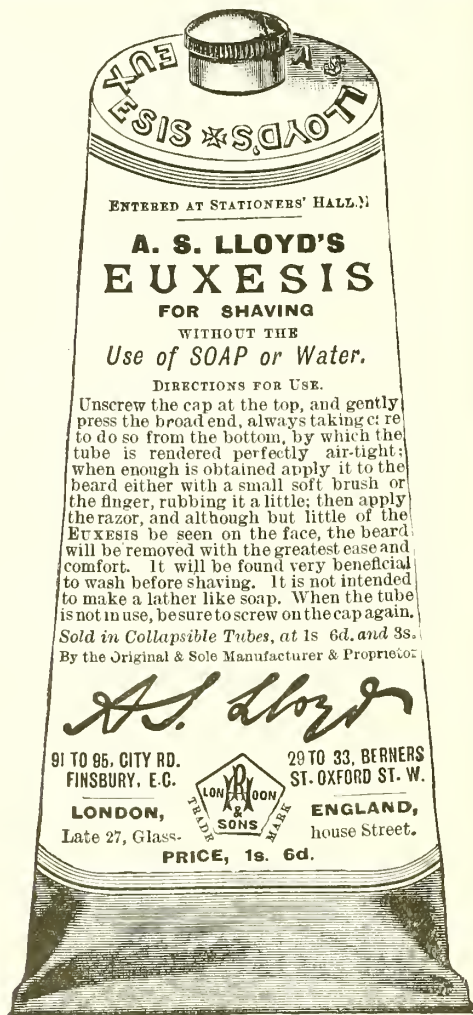 A S LLOYD'S EUXESIS
ENTERED AT STATIONERS' HALL.
A. S. LLOYD'S
EUXESIS
FOR SHAVING
WITHOUT THE
Use of SOAP or Water.
DIRECTIONS FOR USE.
Unscrew the cap at the top, and gently
press the broad end, always taking care
to do so from the bottom, by which the
tube is rendered perfectly air-tight;
when enough is obtained apply it to the
beard either with a small soft brush or
the finger, rubbing it a little; then apply
the razor, and although but little of the
EUXESIS be seen on the face, the beard
will be removed with the greatest ease and
comfort. It will be found very beneficial
to wash before shaving. It is not intended
to make a lather like soap. When the tube
is not in use, be sure to screw on the cap again.
Sold in Collapsible Tubes, at 1s 6d. and 3s.
By the Original & Sole Manufacturer & Proprietor
A.S. Lloyd
91 TO 95, CITY RD.
FINSBURY, E.C.
LONDON,
Late 27, Glass-
LONDON
& SONS
TRADE MARK
29 TO 33, BERNERS
ST. OXFORD ST. W.
ENGLAND,
house Street.
PRICE, 1s. 6d.